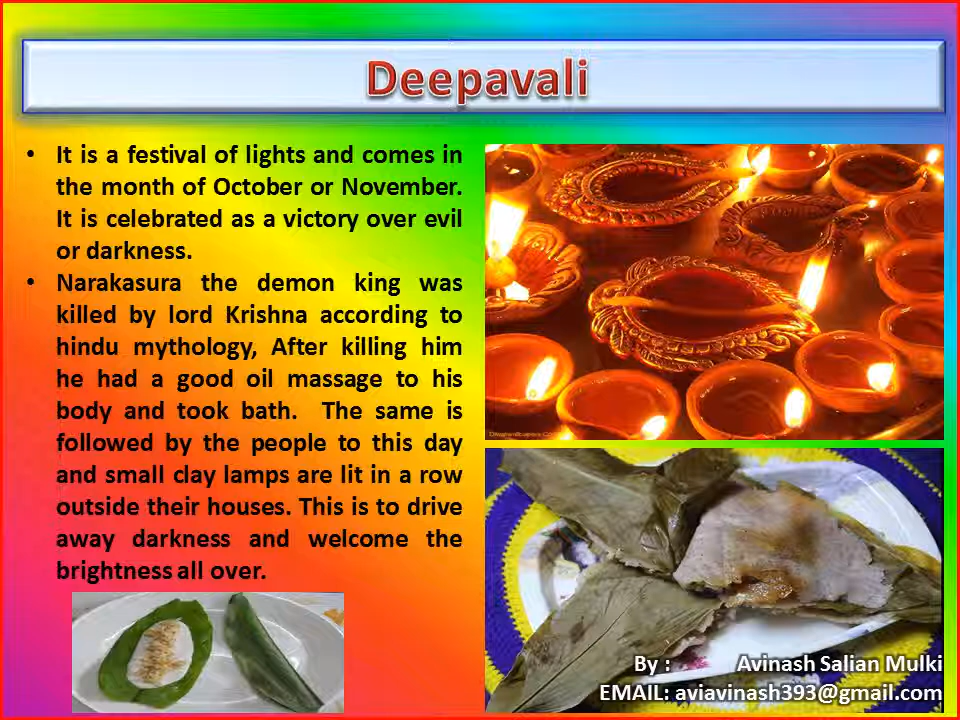 Deepavali
• It is a festival of lights and comes in
the month of October or November.
It is celebrated as a victory over evil
or darkness.
• Narakasura the demon king was
killed by lord Krishna according to
hindu mythology, After killing him
he had a good oil massage to his
body and took bath. The same is
followed by the people to this day
and small clay lamps are lit in a row
outside their houses. This is to drive
away darkness and welcome the
brightness all over.
By : Avinash Salian Mulki
EMAIL: aviavinash393@gmail.com